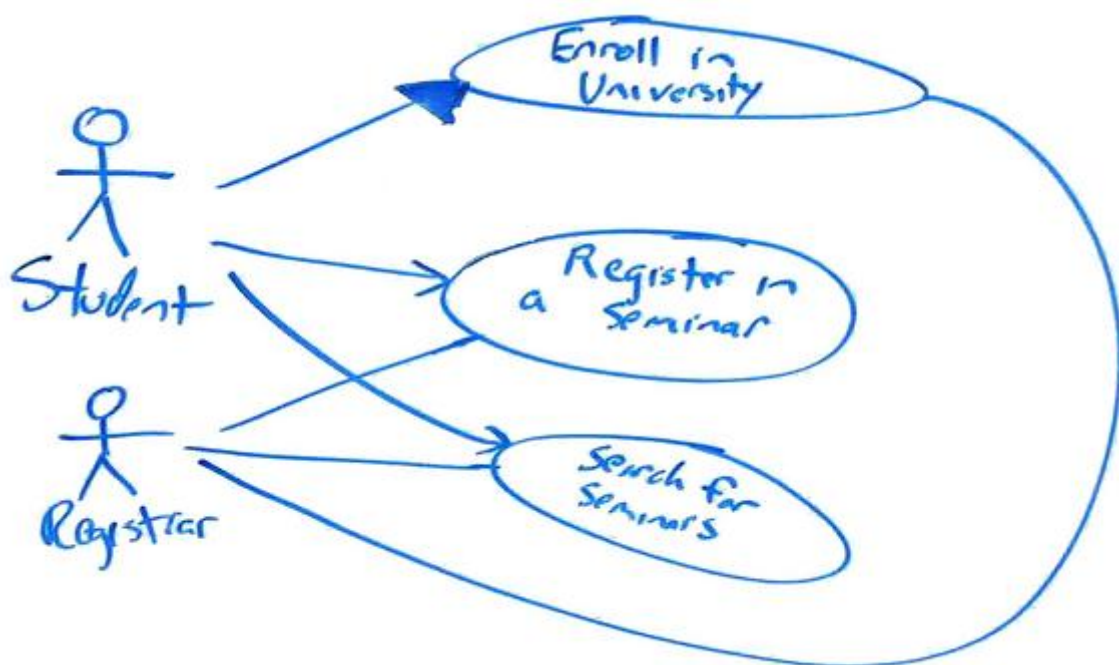 Enroll in
University
Student
Register in
a Seminar
Registrar
Search for
Seminars